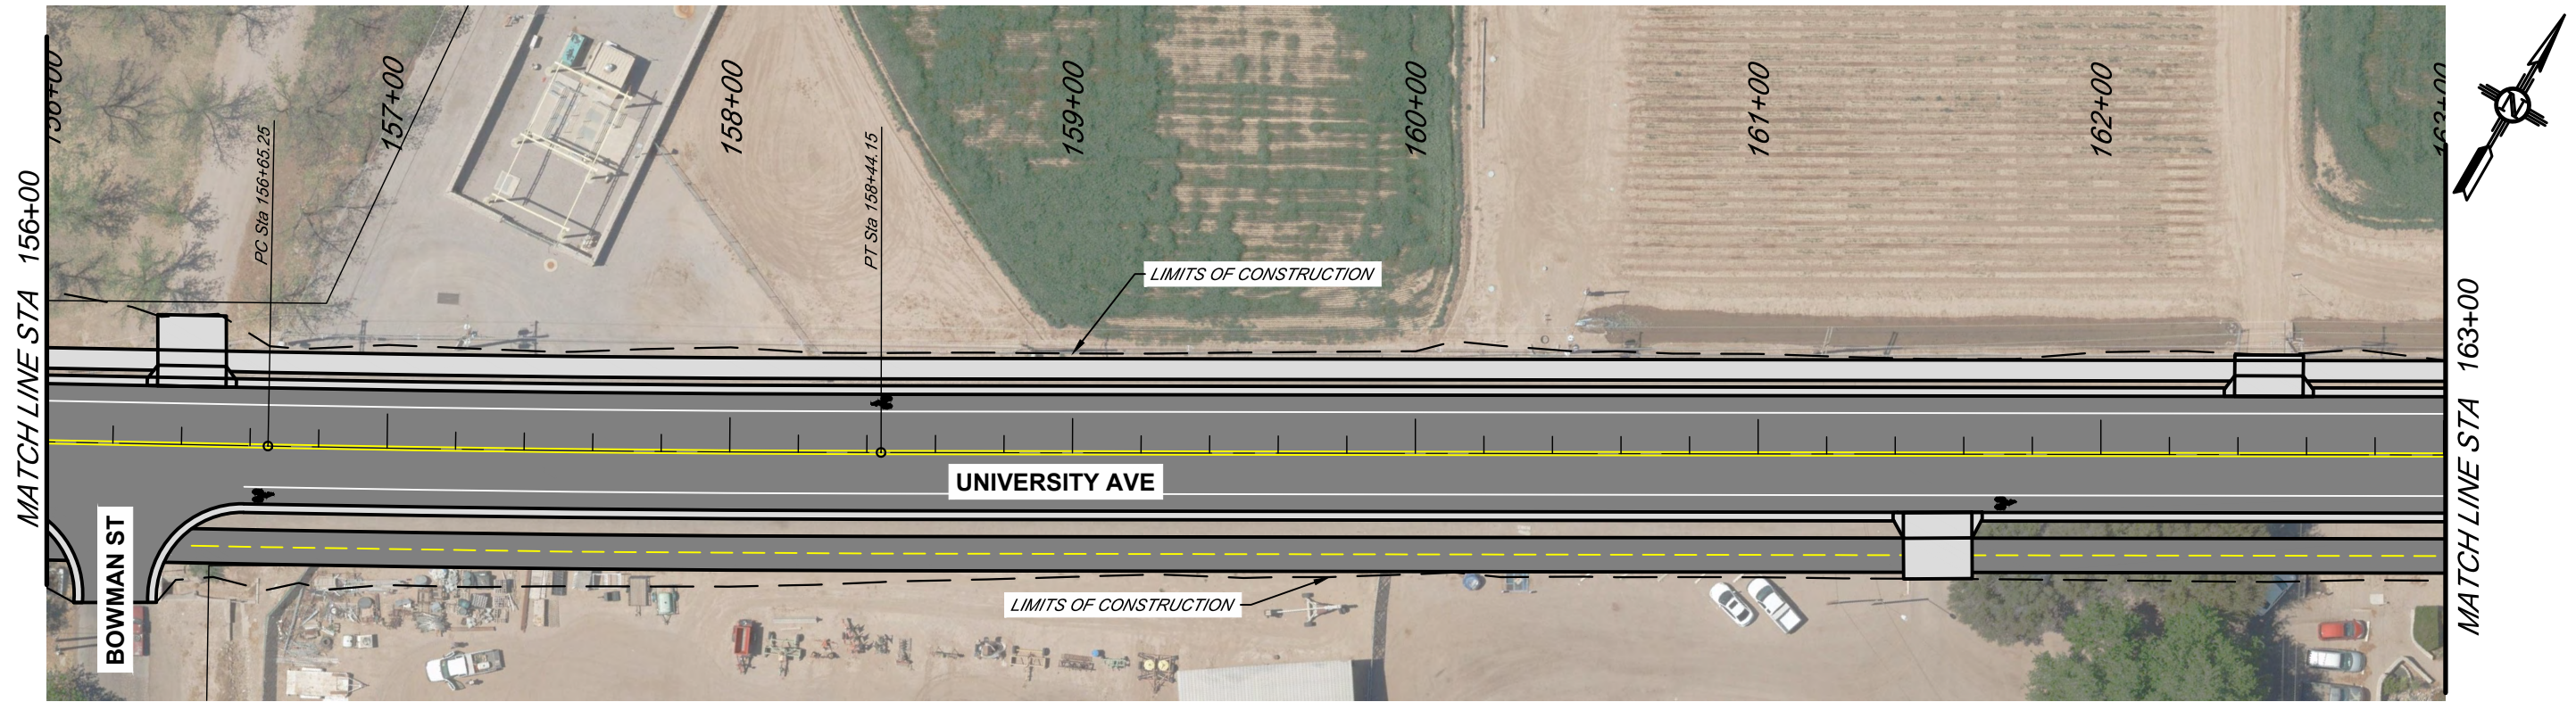 MATCH LINE STA 156+00
156+00
PC Sta 156+65.25
157+00
158+00
PT Sta 158+44.15
159+00
160+00
161+00
162+00
163+00
N
MATCH LINE STA 163+00
LIMITS OF CONSTRUCTION
UNIVERSITY AVE
BOWMAN ST
LIMITS OF CONSTRUCTION